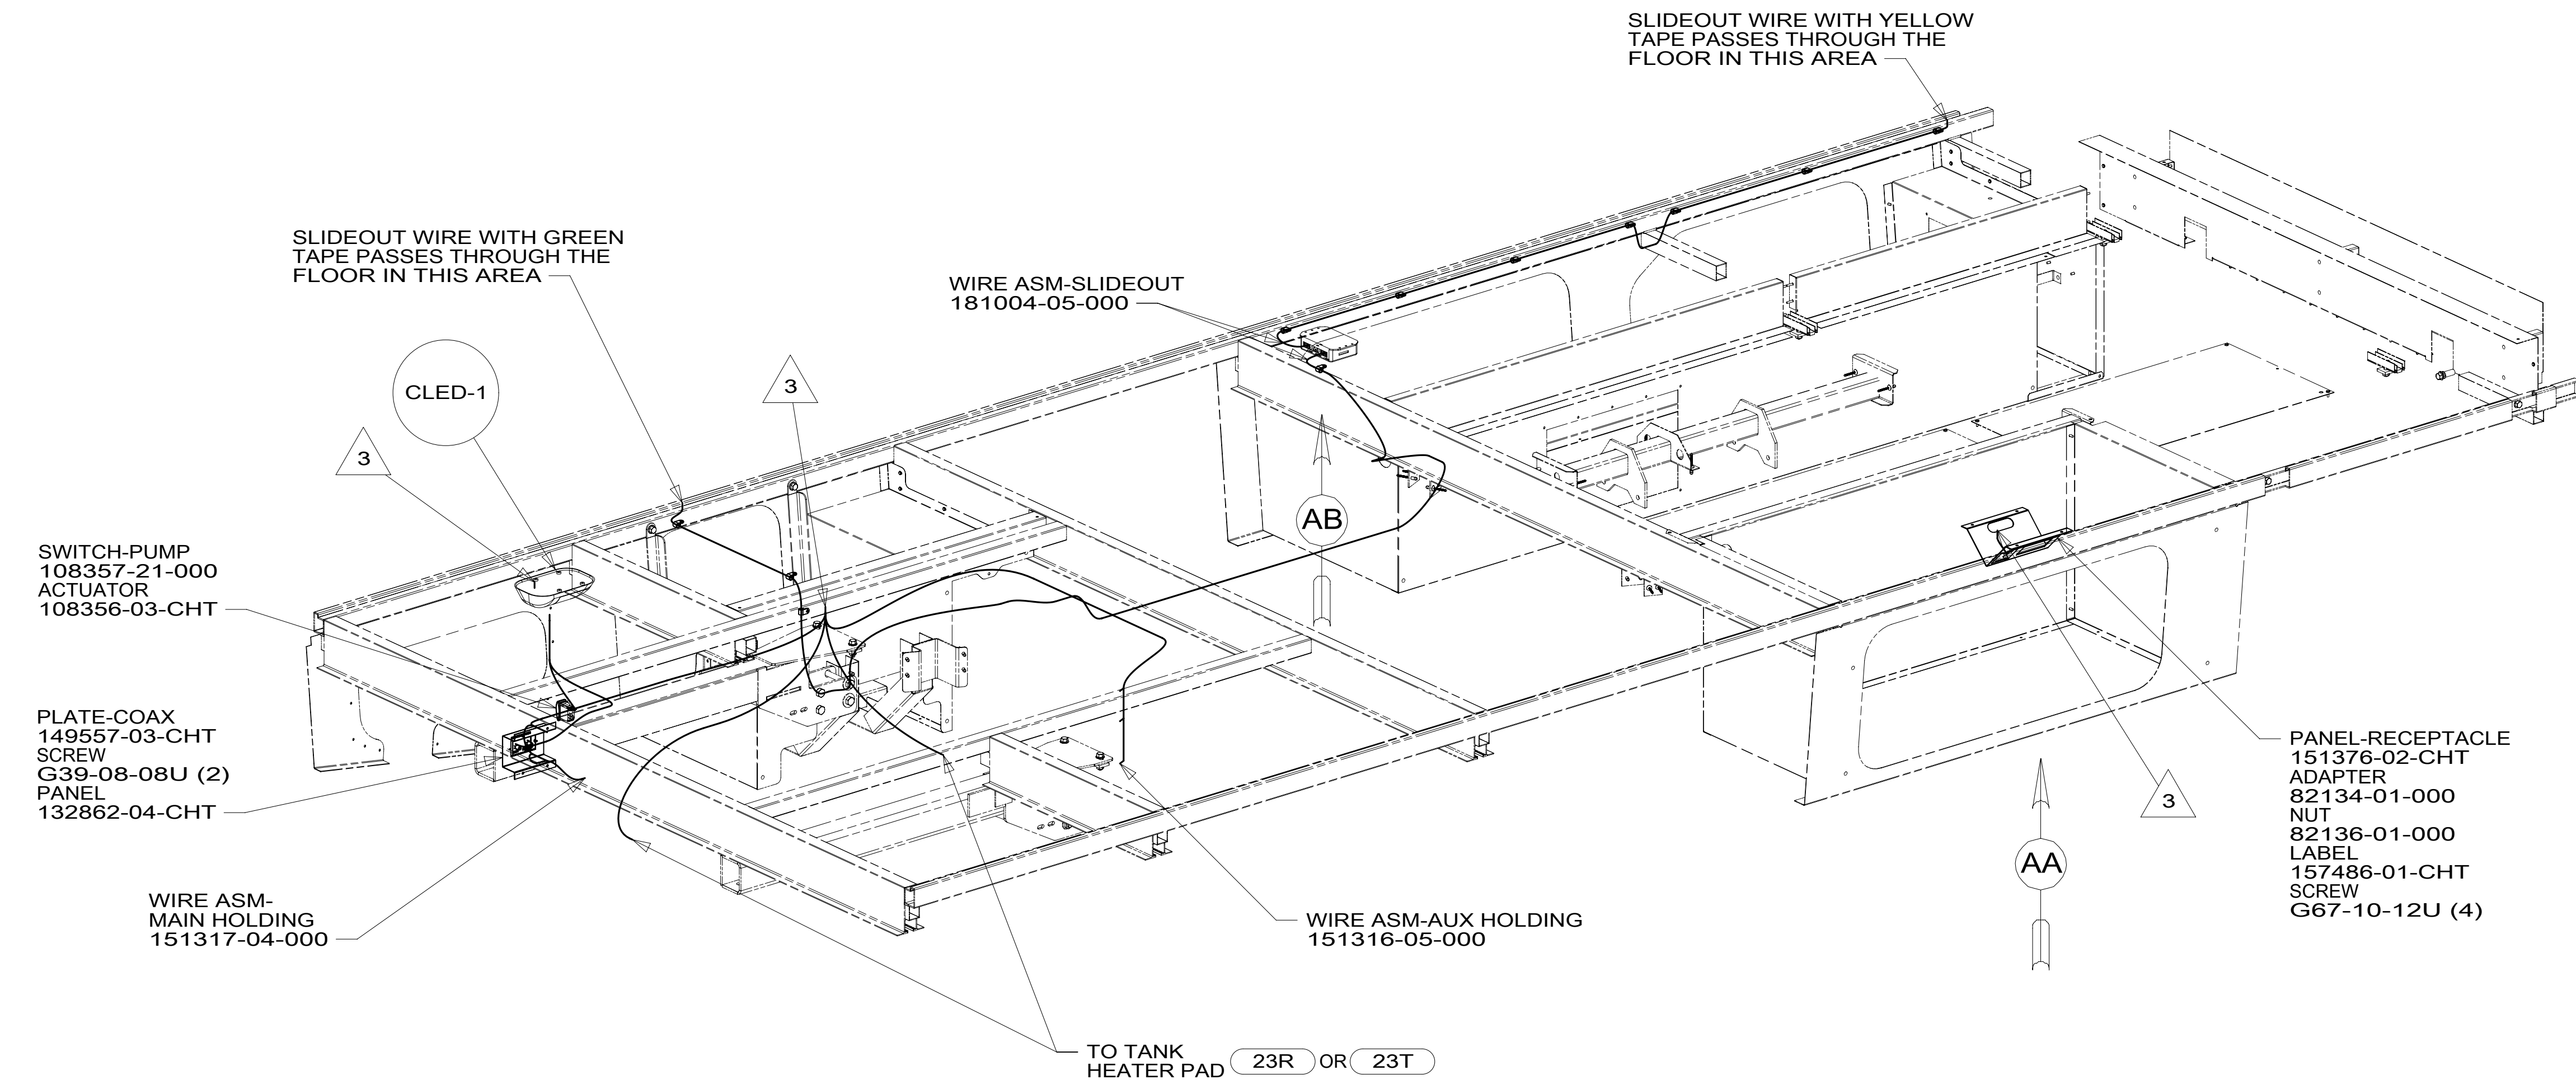 SLIDEOUT WIRE WITH YELLOW
TAPE PASSES THROUGH THE
FLOOR IN THIS AREA
SLIDEOUT WIRE WITH GREEN
TAPE PASSES THROUGH THE
FLOOR IN THIS AREA
WIRE ASM-SLIDEOUT
181004-05-000
CLED-1
3
3
AB
SWITCH-PUMP
108357-21-000
ACTUATOR
108356-03-CHT
PLATE-COAX
149557-03-CHT
SCREW
G39-08-08U (2)
PANEL
132862-04-CHT
PANEL-RECEPTACLE
151376-02-CHT
ADAPTER
82134-01-000
NUT
82136-01-000
LABEL
157486-01-CHT
SCREW
G67-10-12U (4)
3
AA
WIRE ASM-
MAIN HOLDING
151317-04-000
WIRE ASM-AUX HOLDING
151316-05-000
TO TANK
HEATER PAD 23R OR 23T